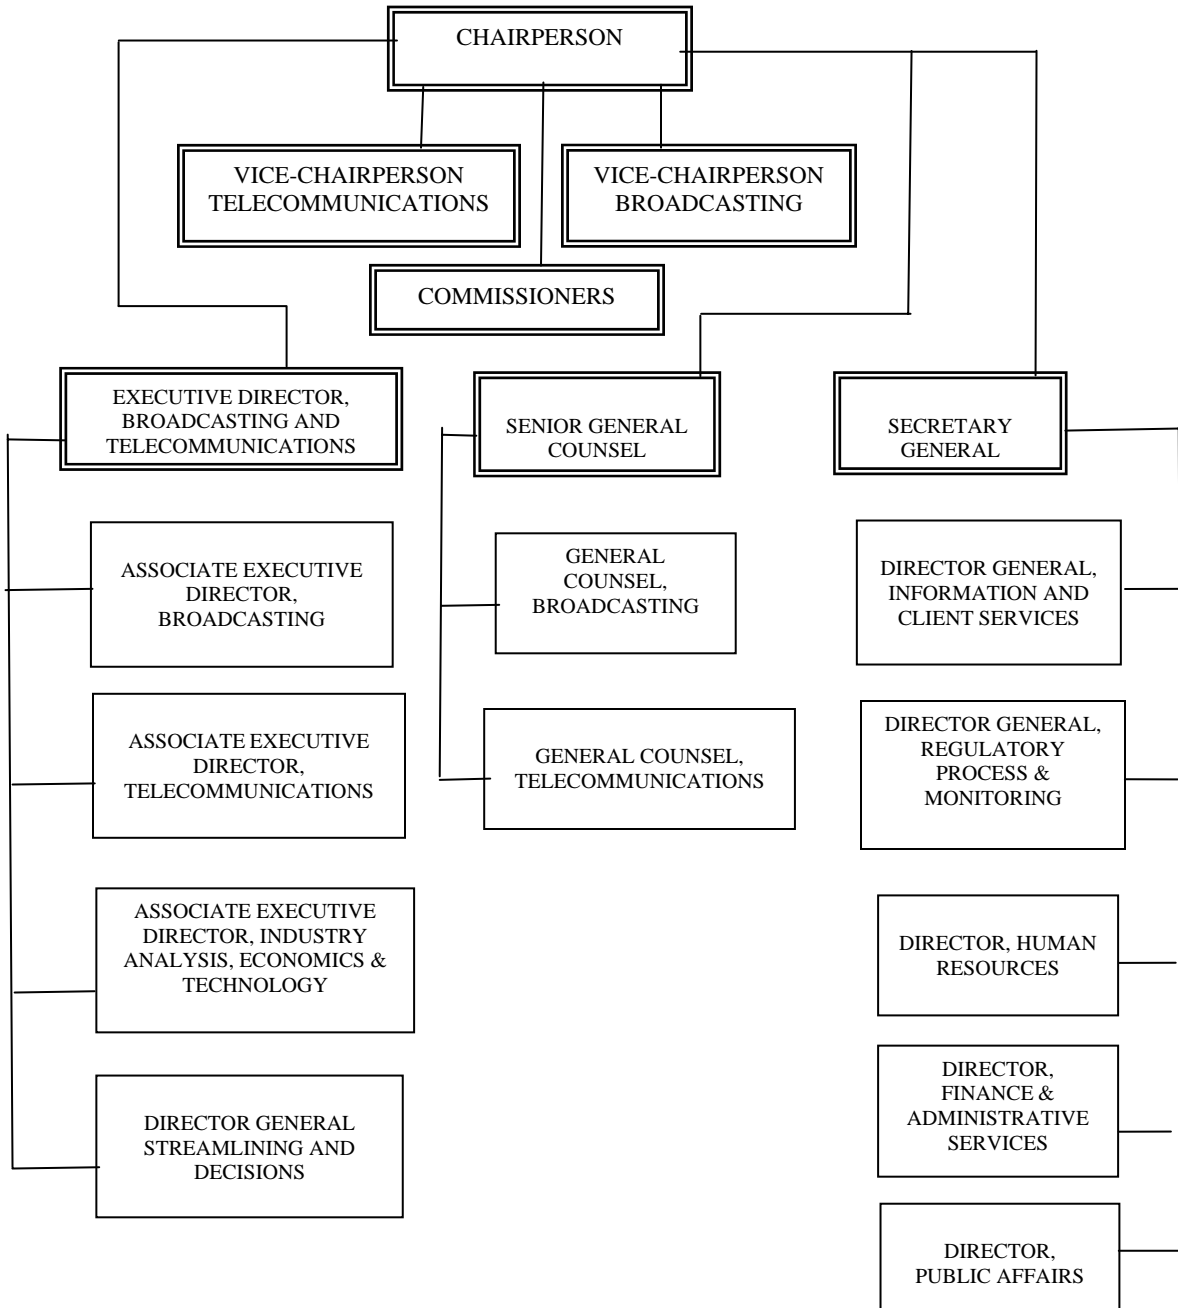 CHAIRPERSON
VICE-CHAIRPERSON
TELECOMMUNICATIONS
VICE-CHAIRPERSON
BROADCASTING
COMMISSIONERS
EXECUTIVE DIRECTOR,
BROADCASTING AND
TELECOMMUNICATIONS
ASSOCIATE EXECUTIVE
DIRECTOR,
BROADCASTING
ASSOCIATE EXECUTIVE
DIRECTOR,
TELECOMMUNICATIONS
ASSOCIATE EXECUTIVE
DIRECTOR, INDUSTRY
ANALYSIS, ECONOMICS &
TECHNOLOGY
DIRECTOR GENERAL
STREAMLINING AND
DECISIONS
SENIOR GENERAL
COUNSEL
GENERAL
COUNSEL,
BROADCASTING
GENERAL COUNSEL,
TELECOMMUNICATIONS
SECRETARY
GENERAL
DIRECTOR GENERAL,
INFORMATION AND
CLIENT SERVICES
DIRECTOR GENERAL,
REGULATORY
PROCESS &
MONITORING
DIRECTOR, HUMAN
RESOURCES
DIRECTOR,
FINANCE &
ADMINISTRATIVE
SERVICES
DIRECTOR,
PUBLIC AFFAIRS